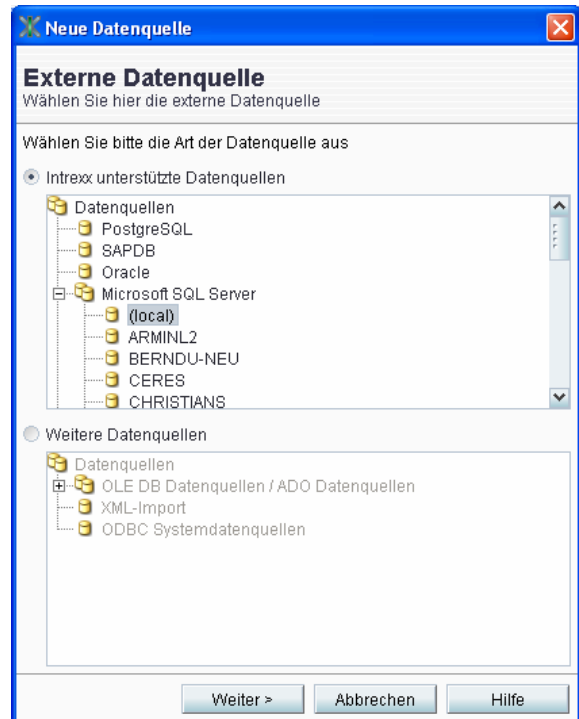 Neue Datenquelle
Externe Datenquelle
Wählen Sie hier die externe Datenquelle
Wählen Sie bitte die Art der Datenquelle aus
Intrexx unterstützte Datenquellen
Datenquellen
PostgreSQL
SAPDB
Oracle
Microsoft SQL Server
(local)
ARMINL2
BERNDU-NEU
CERES
CHRISTIANS
Weitere Datenquellen
Datenquellen
OLE DB Datenquellen / ADO Datenquellen
XML-Import
ODBC Systemdatenquellen
Weiter > Abbrechen Hilfe